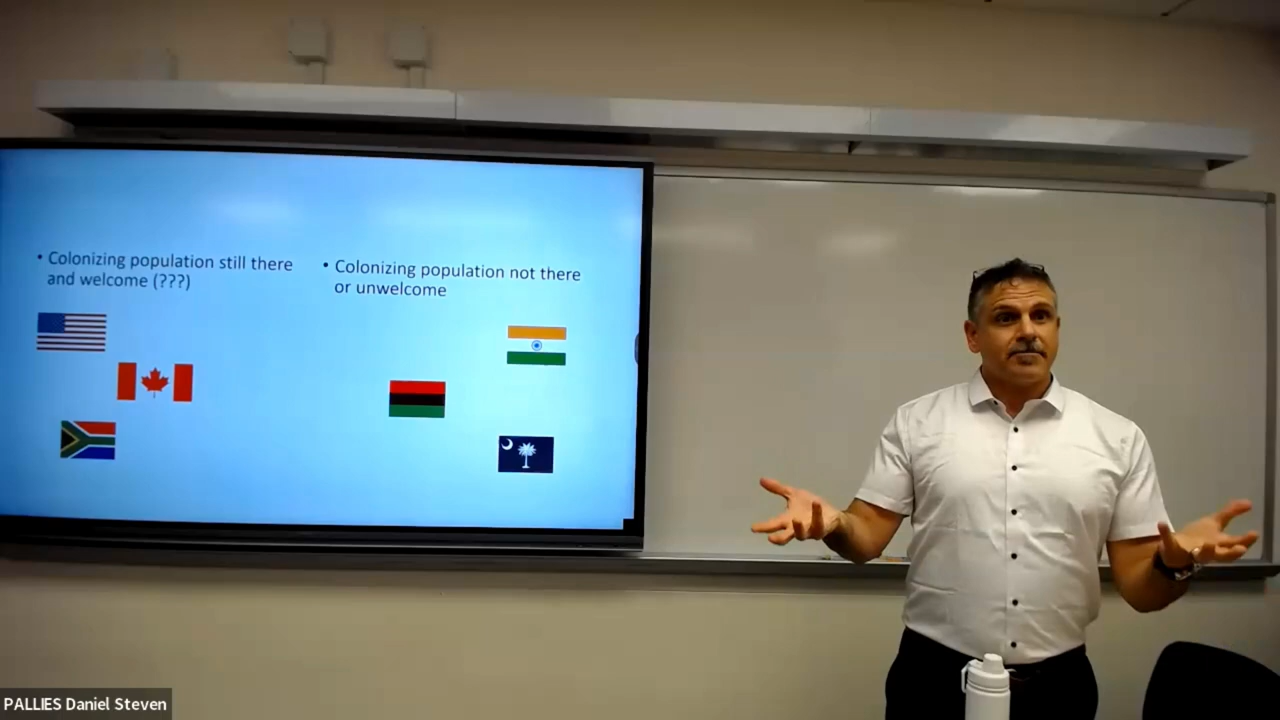 • Colonizing population still there
and welcome (???)
• Colonizing population not there
or unwelcome
PALLIES Daniel Steven